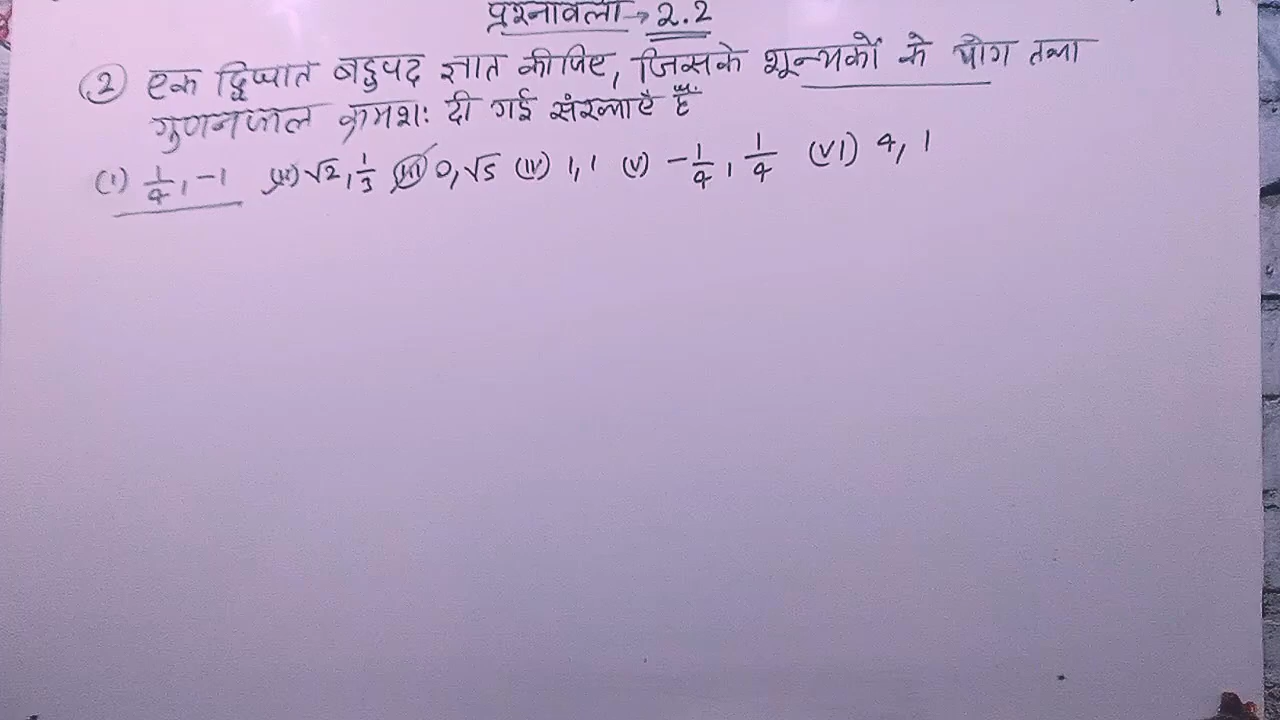 प्रश्नावली → 2.2
② एक द्विघात बहुपद ज्ञात कीजिए, जिसके शून्यकों के योग तथा
गुणनफल क्रमशः दी गई संख्याएँ हैं
(i) 1/4, -1 (ii) √2, 1/3 (iii) 0, √5 (iv) 1, 1 (v) -1/4, 1/4 (vi) 4, 1